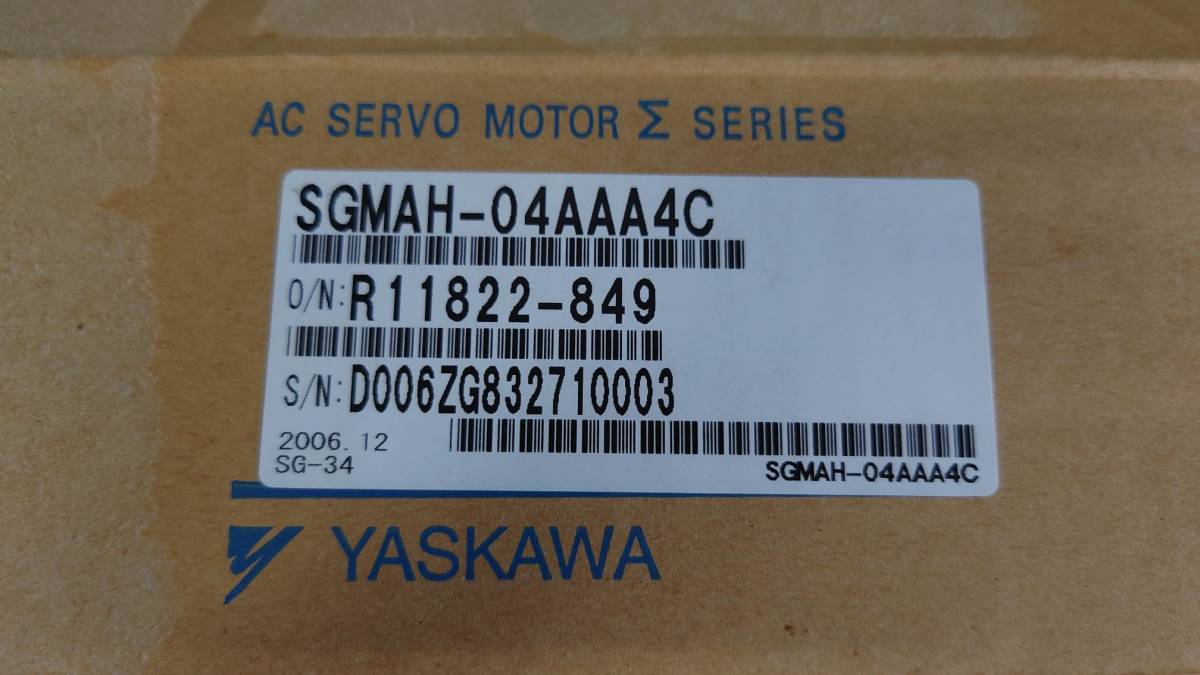 AC SERVO MOTOR Σ SERIES
SGMAH-04AAA4C
O/N: R11822-849
S/N: D006ZG832710003
2006.12
SG-34
SGMAH-04AAA4C
YASKAWA